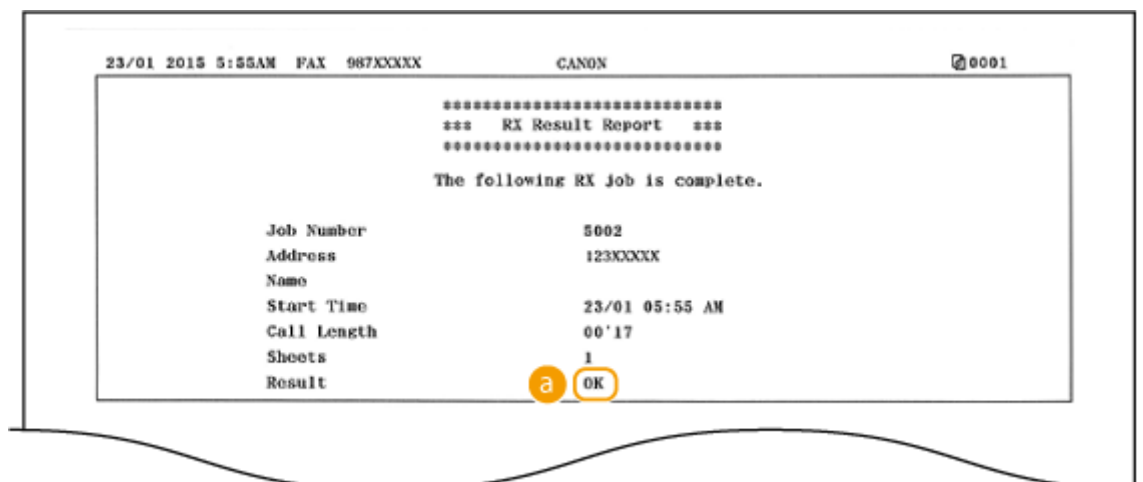 23/01 2015 5:55AM FAX 987XXXXX CANON 0001
****************************
*** RX Result Report ***
****************************
The following RX job is complete.
Job Number 5002
Address 123XXXXX
Name
Start Time 23/01 05:55 AM
Call Length 00'17
Sheets 1
Result a OK